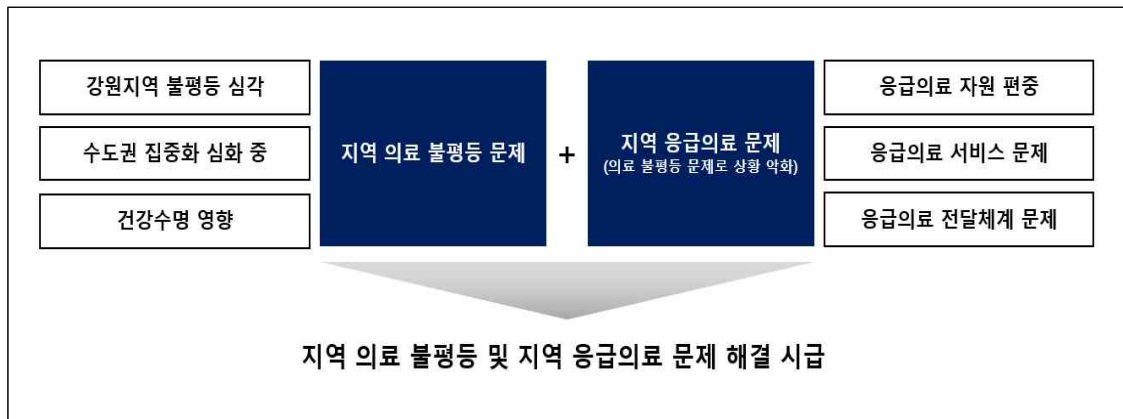 강원지역 불평등 심각
수도권 집중화 심화 중
건강수명 영향
지역 의료 불평등 문제
+
지역 응급의료 문제
(의료 불평등 문제로 상황 악화)
응급의료 자원 편중
응급의료 서비스 문제
응급의료 전달체계 문제
지역 의료 불평등 및 지역 응급의료 문제 해결 시급